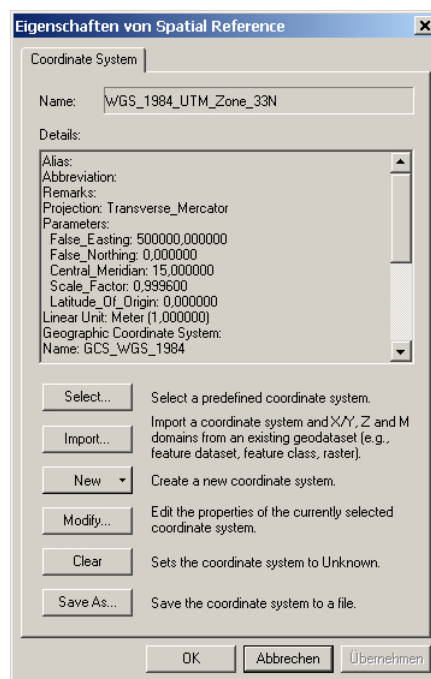 Eigenschaften von Spatial Reference
Coordinate System
Name: WGS_1984_UTM_Zone_33N
Details:
Alias:
Abbreviation:
Remarks:
Projection: Transverse_Mercator
Parameters:
False_Easting: 500000,000000
False_Northing: 0,000000
Central_Meridian: 15,000000
Scale_Factor: 0,999600
Latitude_Of_Origin: 0,000000
Linear Unit: Meter (1,000000)
Geographic Coordinate System:
Name: GCS_WGS_1984
Select... Select a predefined coordinate system.
Import... Import a coordinate system and X/Y, Z and M
domains from an existing geodataset (e.g.,
feature dataset, feature class, raster).
New Create a new coordinate system.
Modify... Edit the properties of the currently selected
coordinate system.
Clear Sets the coordinate system to Unknown.
Save As... Save the coordinate system to a file.
OK Abbrechen Übernehmen